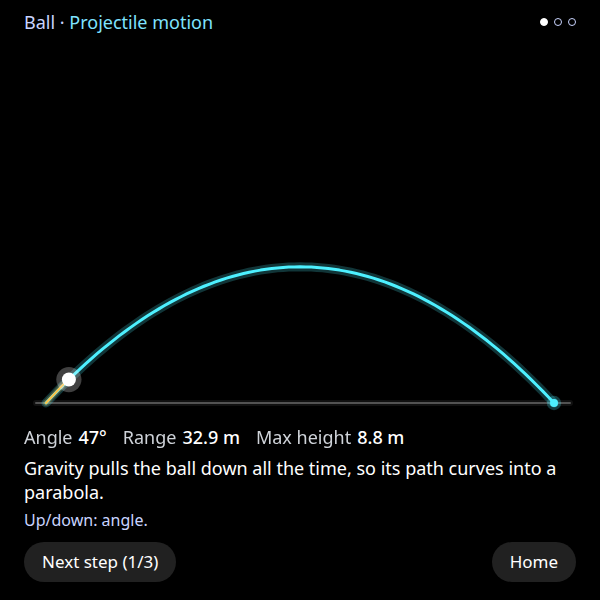 Ball · Projectile motion
Angle 47° Range 32.9 m Max height 8.8 m
Gravity pulls the ball down all the time, so its path curves into a
parabola.
Up/down: angle.
Next step (1/3)
Home